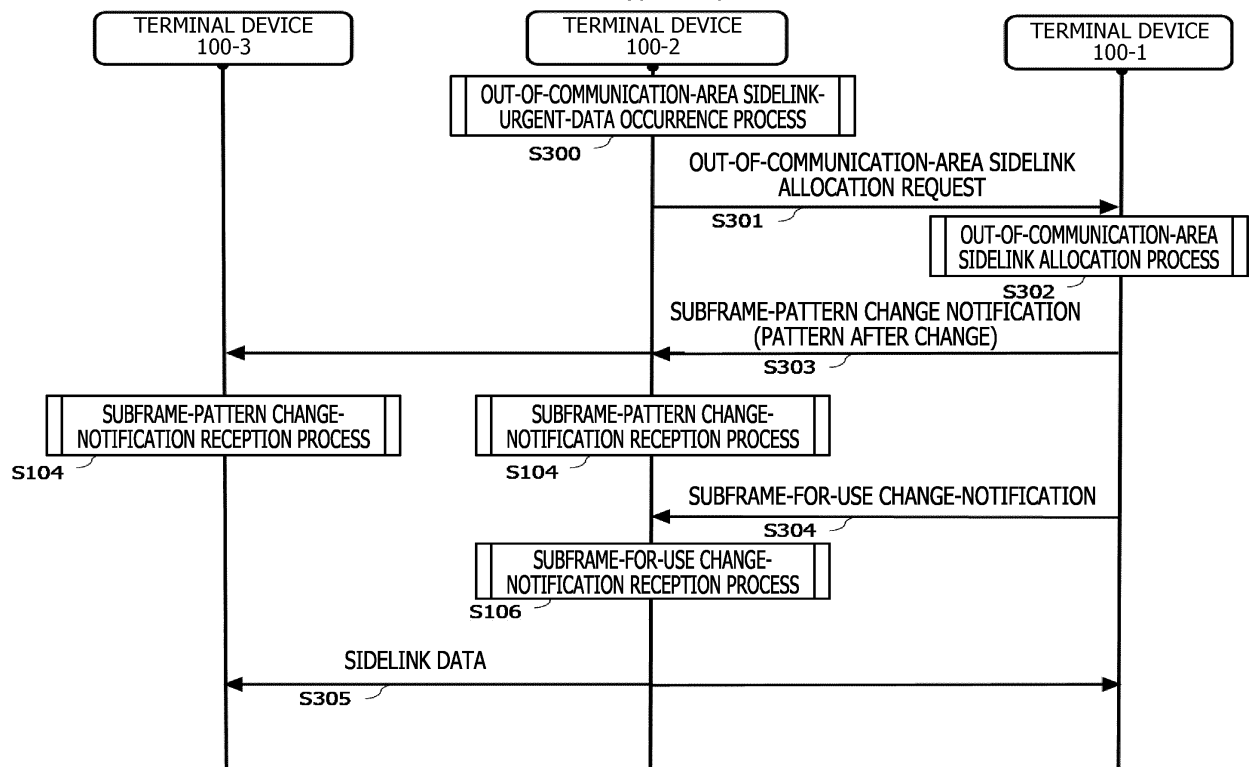 TERMINAL DEVICE
100-3
TERMINAL DEVICE
100-2
TERMINAL DEVICE
100-1
OUT-OF-COMMUNICATION-AREA SIDELINK-
URGENT-DATA OCCURRENCE PROCESS
S300
OUT-OF-COMMUNICATION-AREA SIDELINK
ALLOCATION REQUEST
S301
OUT-OF-COMMUNICATION-AREA
SIDELINK ALLOCATION PROCESS
S302
SUBFRAME-PATTERN CHANGE NOTIFICATION
(PATTERN AFTER CHANGE)
S303
SUBFRAME-PATTERN CHANGE-
NOTIFICATION RECEPTION PROCESS
S104
SUBFRAME-PATTERN CHANGE-
NOTIFICATION RECEPTION PROCESS
S104
SUBFRAME-FOR-USE CHANGE-NOTIFICATION
S304
SUBFRAME-FOR-USE CHANGE-
NOTIFICATION RECEPTION PROCESS
S106
SIDELINK DATA
S305